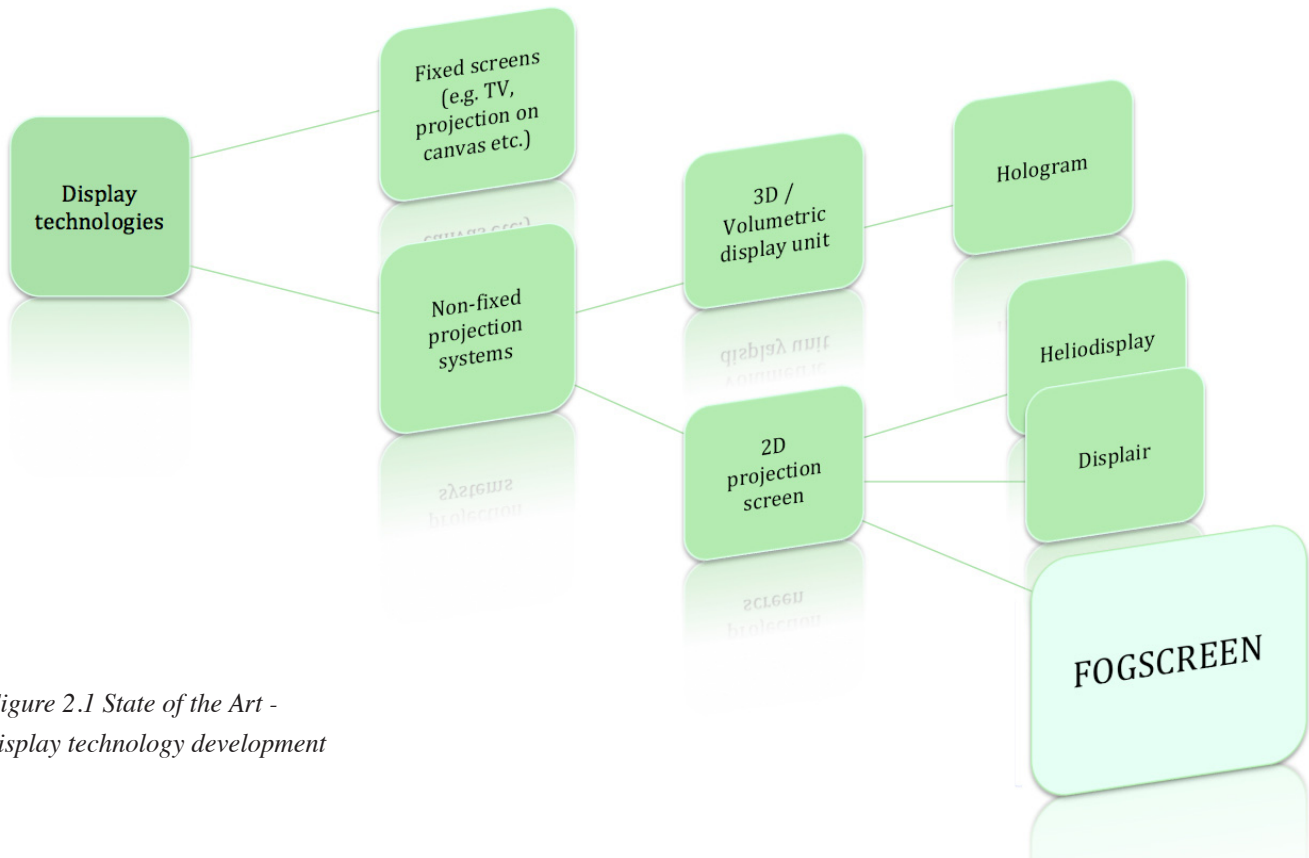 Display
technologies
Fixed screens
(e.g. TV,
projection on
canvas etc.)
Non-fixed
projection
systems
3D /
Volumetric
display unit
Hologram
2D
projection
screen
Heliodisplay
Displair
FOGSCREEN
igure 2.1 State of the Art -
isplay technology development